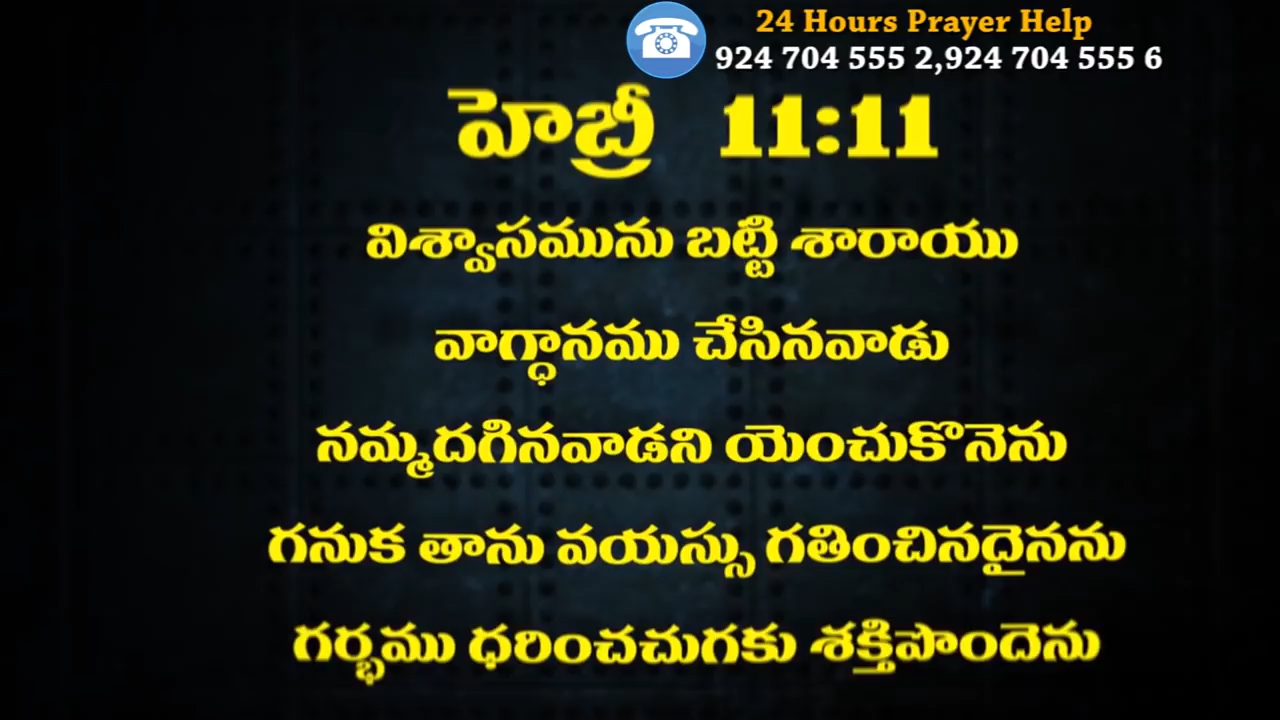 24 Hours Prayer Help
924 704 555 2,924 704 555 6
హెబ్రీ 11:11
విశ్వాసమును బట్టి శారాయు
వాగ్ధానము చేసినవాడు
నమ్మదగినవాడని యెంచుకొనెను
గనుక తాను వయస్సు గతించినదైనను
గర్భము ధరించచుగకు శక్తిపొందెను